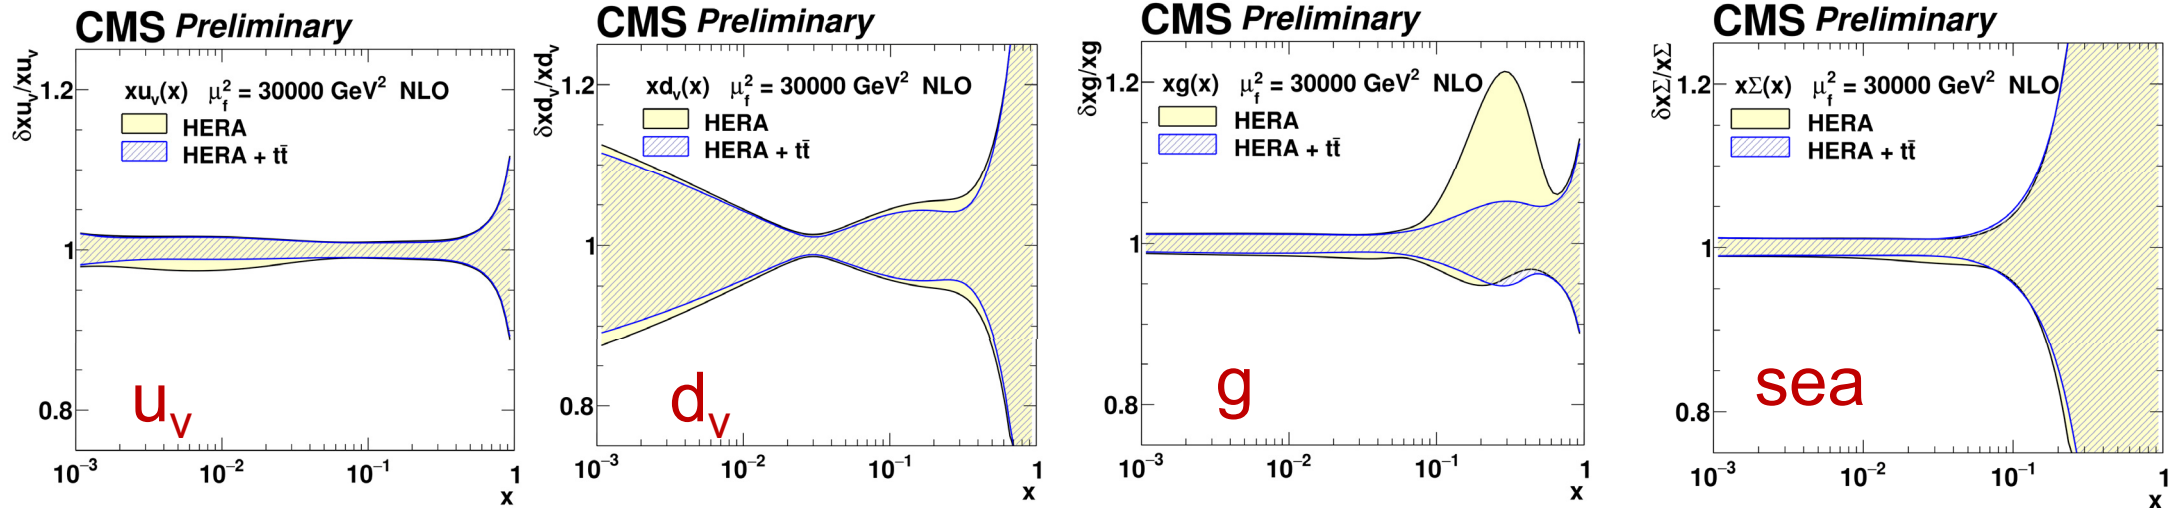 CMS Preliminary
δxu_v/xu_v
1.2
1
0.8
xu_v(x) μ_f^2 = 30000 GeV^2 NLO
HERA
HERA + tt̄
u_v
10^−3 10^−2 10^−1 1
x
CMS Preliminary
δxd_v/xd_v
1.2
1
0.8
xd_v(x) μ_f^2 = 30000 GeV^2 NLO
HERA
HERA + tt̄
d_v
10^−3 10^−2 10^−1 1
x
CMS Preliminary
δxg/xg
1.2
1
0.8
xg(x) μ_f^2 = 30000 GeV^2 NLO
HERA
HERA + tt̄
g
10^−3 10^−2 10^−1 1
x
CMS Preliminary
δxΣ/xΣ
1.2
1
0.8
xΣ(x) μ_f^2 = 30000 GeV^2 NLO
HERA
HERA + tt̄
sea
10^−3 10^−2 10^−1 1
x